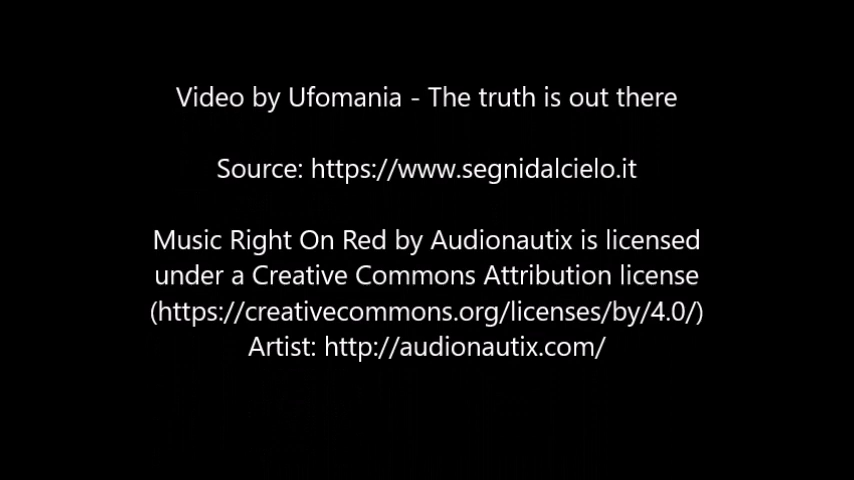 Video by Ufomania - The truth is out there
Source: https://www.segnidalcielo.it
Music Right On Red by Audionautix is licensed
under a Creative Commons Attribution license
(https://creativecommons.org/licenses/by/4.0/)
Artist: http://audionautix.com/